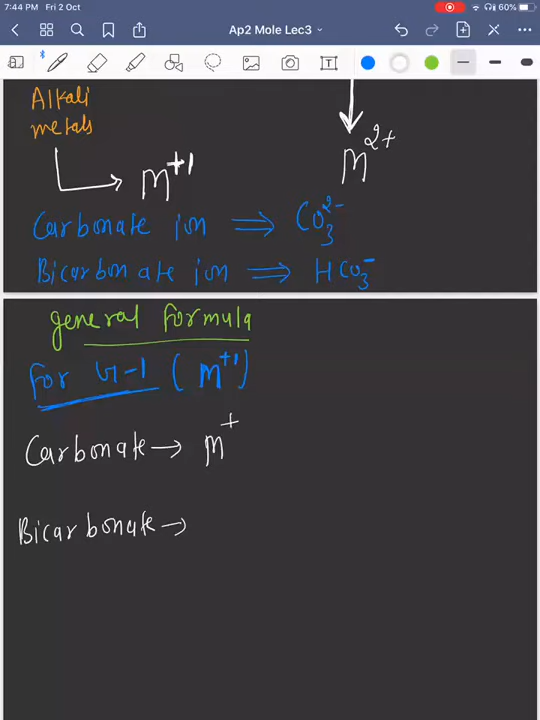 7:44 PM Fri 2 Oct 60%
Ap2 Mole Lec3
Alkali
metals
M+1
M2+
Carbonate ion ⇒ CO3 2-
Bicarbonate ion ⇒ HCO3-
general formula
For G-1 (M+1)
Carbonate → M+
Bicarbonate →